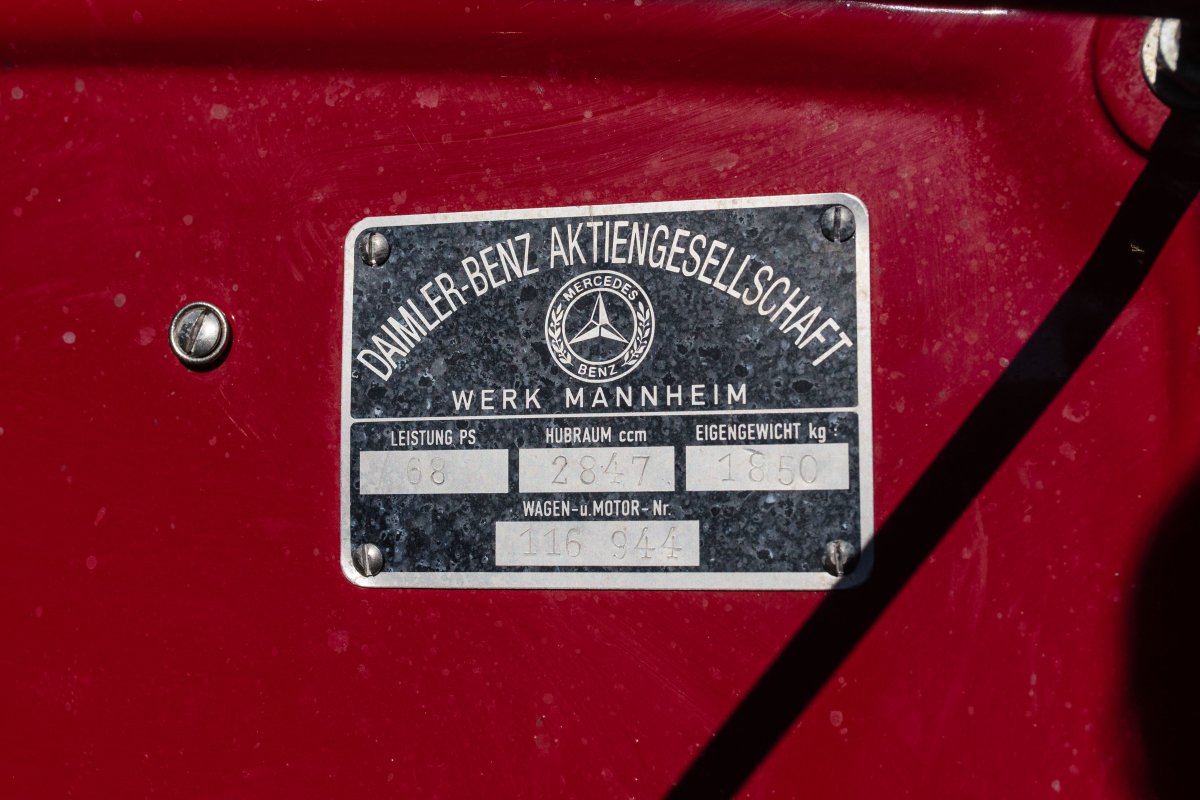 DAIMLER-BENZ AKTIENGESELLSCHAFT
MERCEDES
BENZ
WERK MANNHEIM
LEISTUNG PS HUBRAUM ccm EIGENGEWICHT kg
68 2847 1850
WAGEN-u.MOTOR-Nr.
116 944